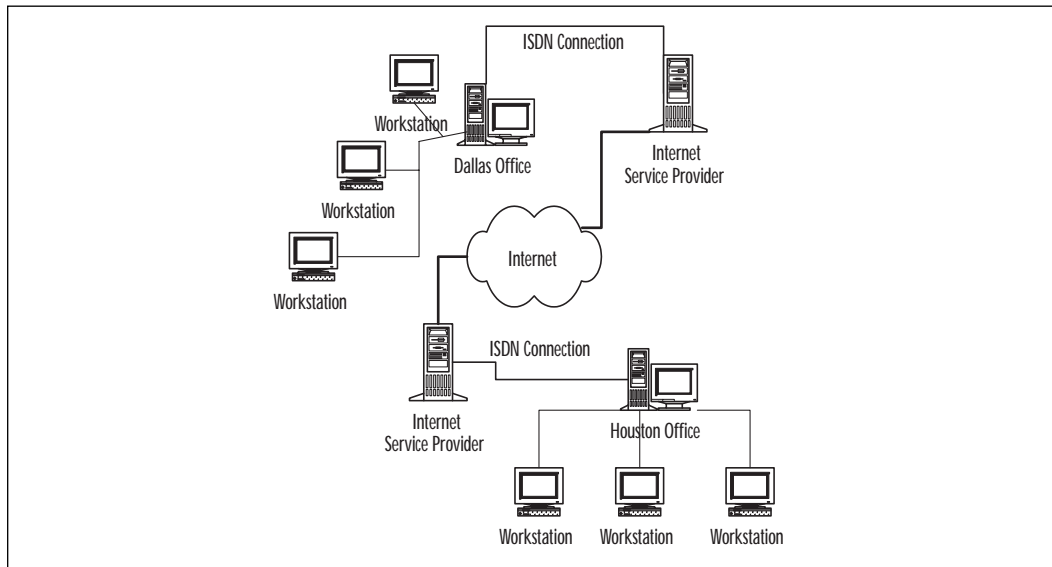 ISDN Connection
Workstation
Dallas Office
Internet
Service Provider
Workstation
Workstation
Internet
ISDN Connection
Internet
Service Provider
Houston Office
Workstation
Workstation
Workstation